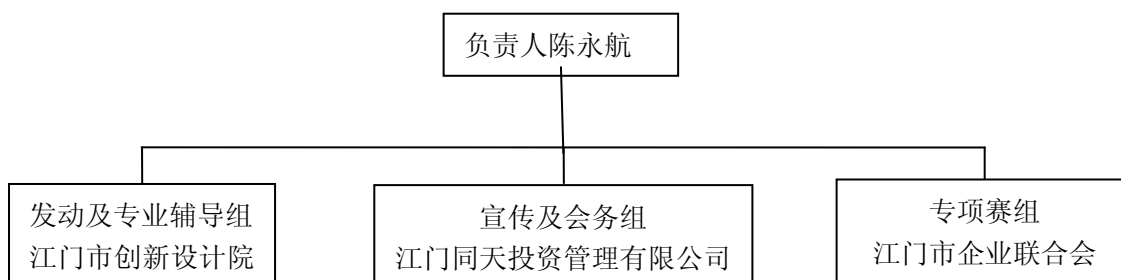 负责人陈永航
发动及专业辅导组
江门市创新设计院
宣传及会务组
江门同天投资管理有限公司
专项赛组
江门市企业联合会